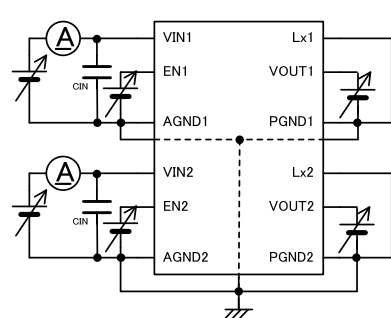 A
VIN1
Lx1
EN1
VOUT1
CIN
AGND1
PGND1
A
VIN2
Lx2
EN2
VOUT2
CIN
AGND2
PGND2